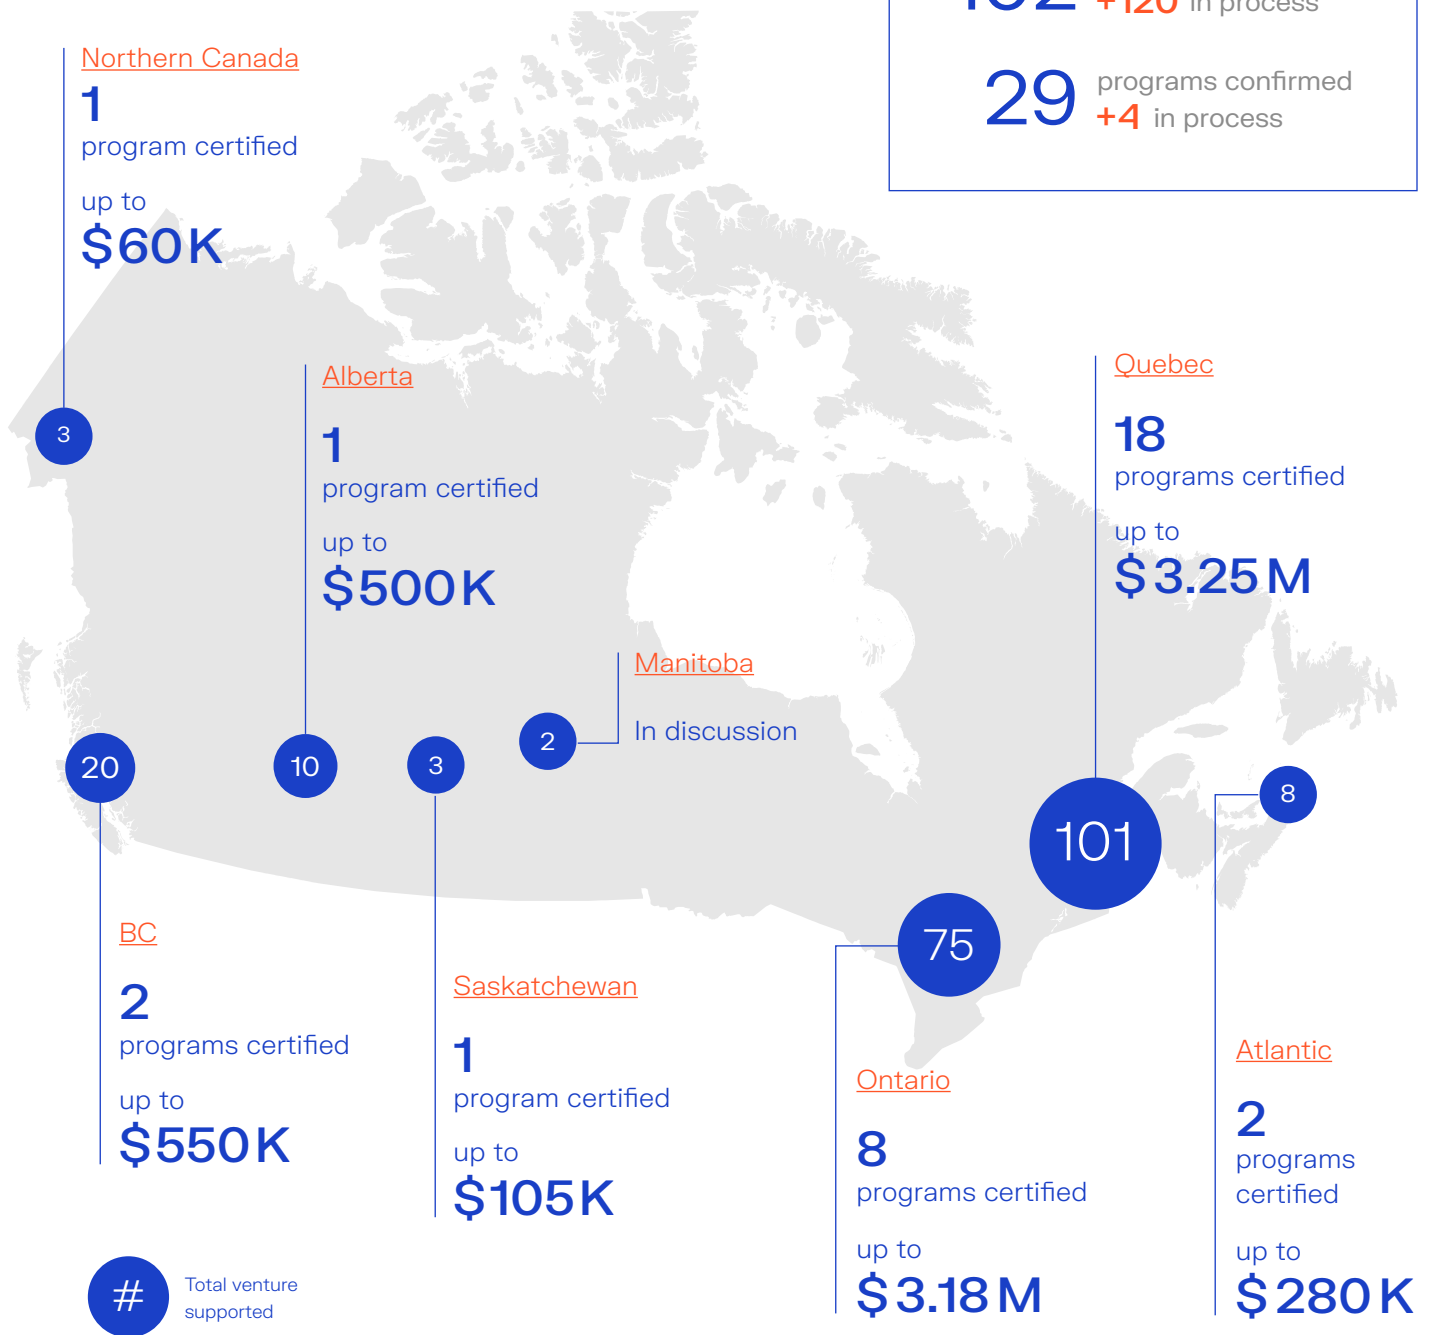 +120 in process
29 programs confirmed
+4 in process
Northern Canada
1
program certified
up to
$60K
3
Alberta
1
program certified
up to
$500K
10
Quebec
18
programs certified
up to
$3.25M
101
Manitoba
In discussion
2
20
BC
2
programs certified
up to
$550K
3
Saskatchewan
1
program certified
up to
$105K
75
Ontario
8
programs certified
up to
$3.18M
8
Atlantic
2
programs
certified
up to
$280K
#
Total venture
supported